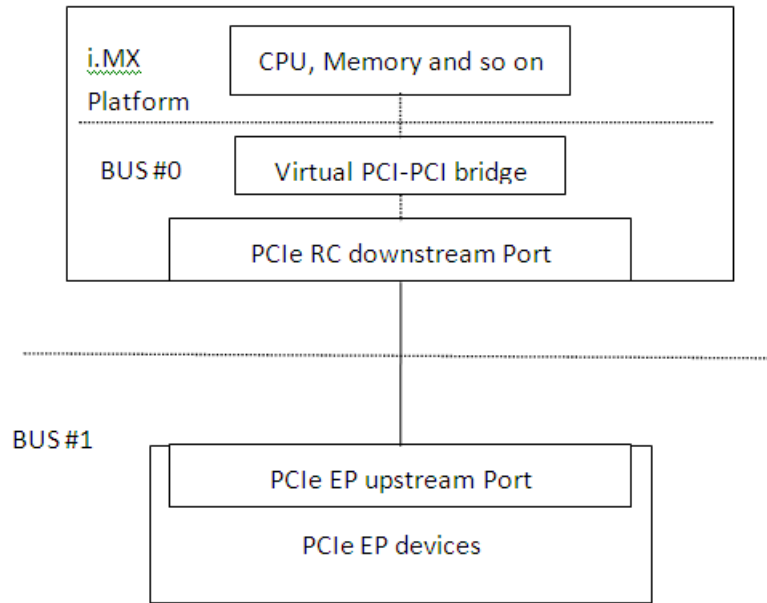 i.MX
Platform
CPU, Memory and so on
BUS #0
Virtual PCI-PCI bridge
PCIe RC downstream Port
BUS #1
PCIe EP upstream Port
PCIe EP devices